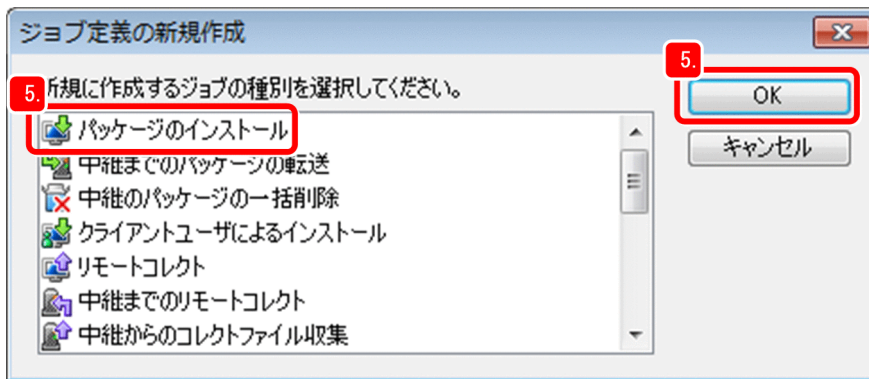 ジョブ定義の新規作成
5.
新規に作成するジョブの種別を選択してください。
5.
パッケージのインストール
中継までのパッケージの転送
中継のパッケージの一括削除
クライアントユーザによるインストール
リモートコレクト
中継までのリモートコレクト
中継からのコレクトファイル収集
OK
キャンセル